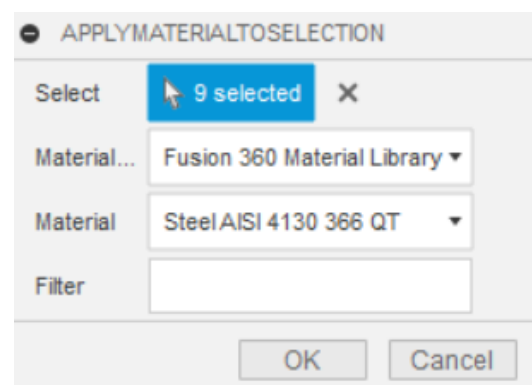 APPLYMATERIALTOSELECTION
Select 9 selected
Material... Fusion 360 Material Library
Material Steel AISI 4130 366 QT
Filter
OK Cancel